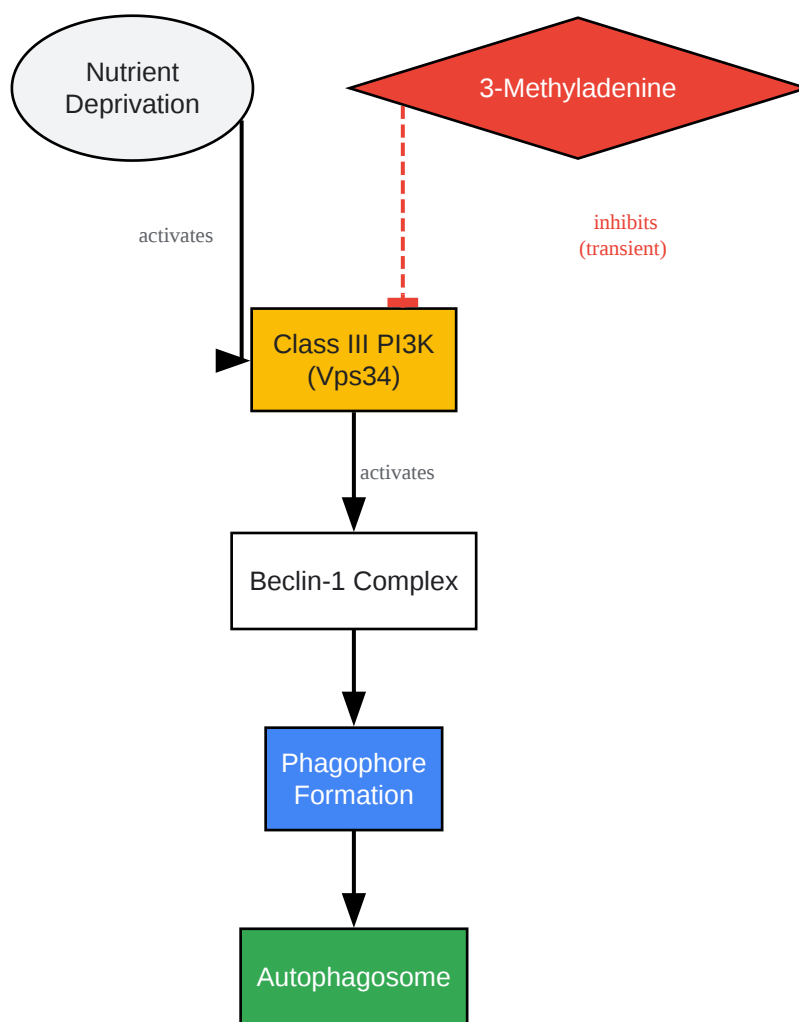 Nutrient
Deprivation
3-Methyladenine
activates
inhibits
(transient)
Class III PI3K
(Vps34)
activates
Beclin-1 Complex
Phagophore
Formation
Autophagosome